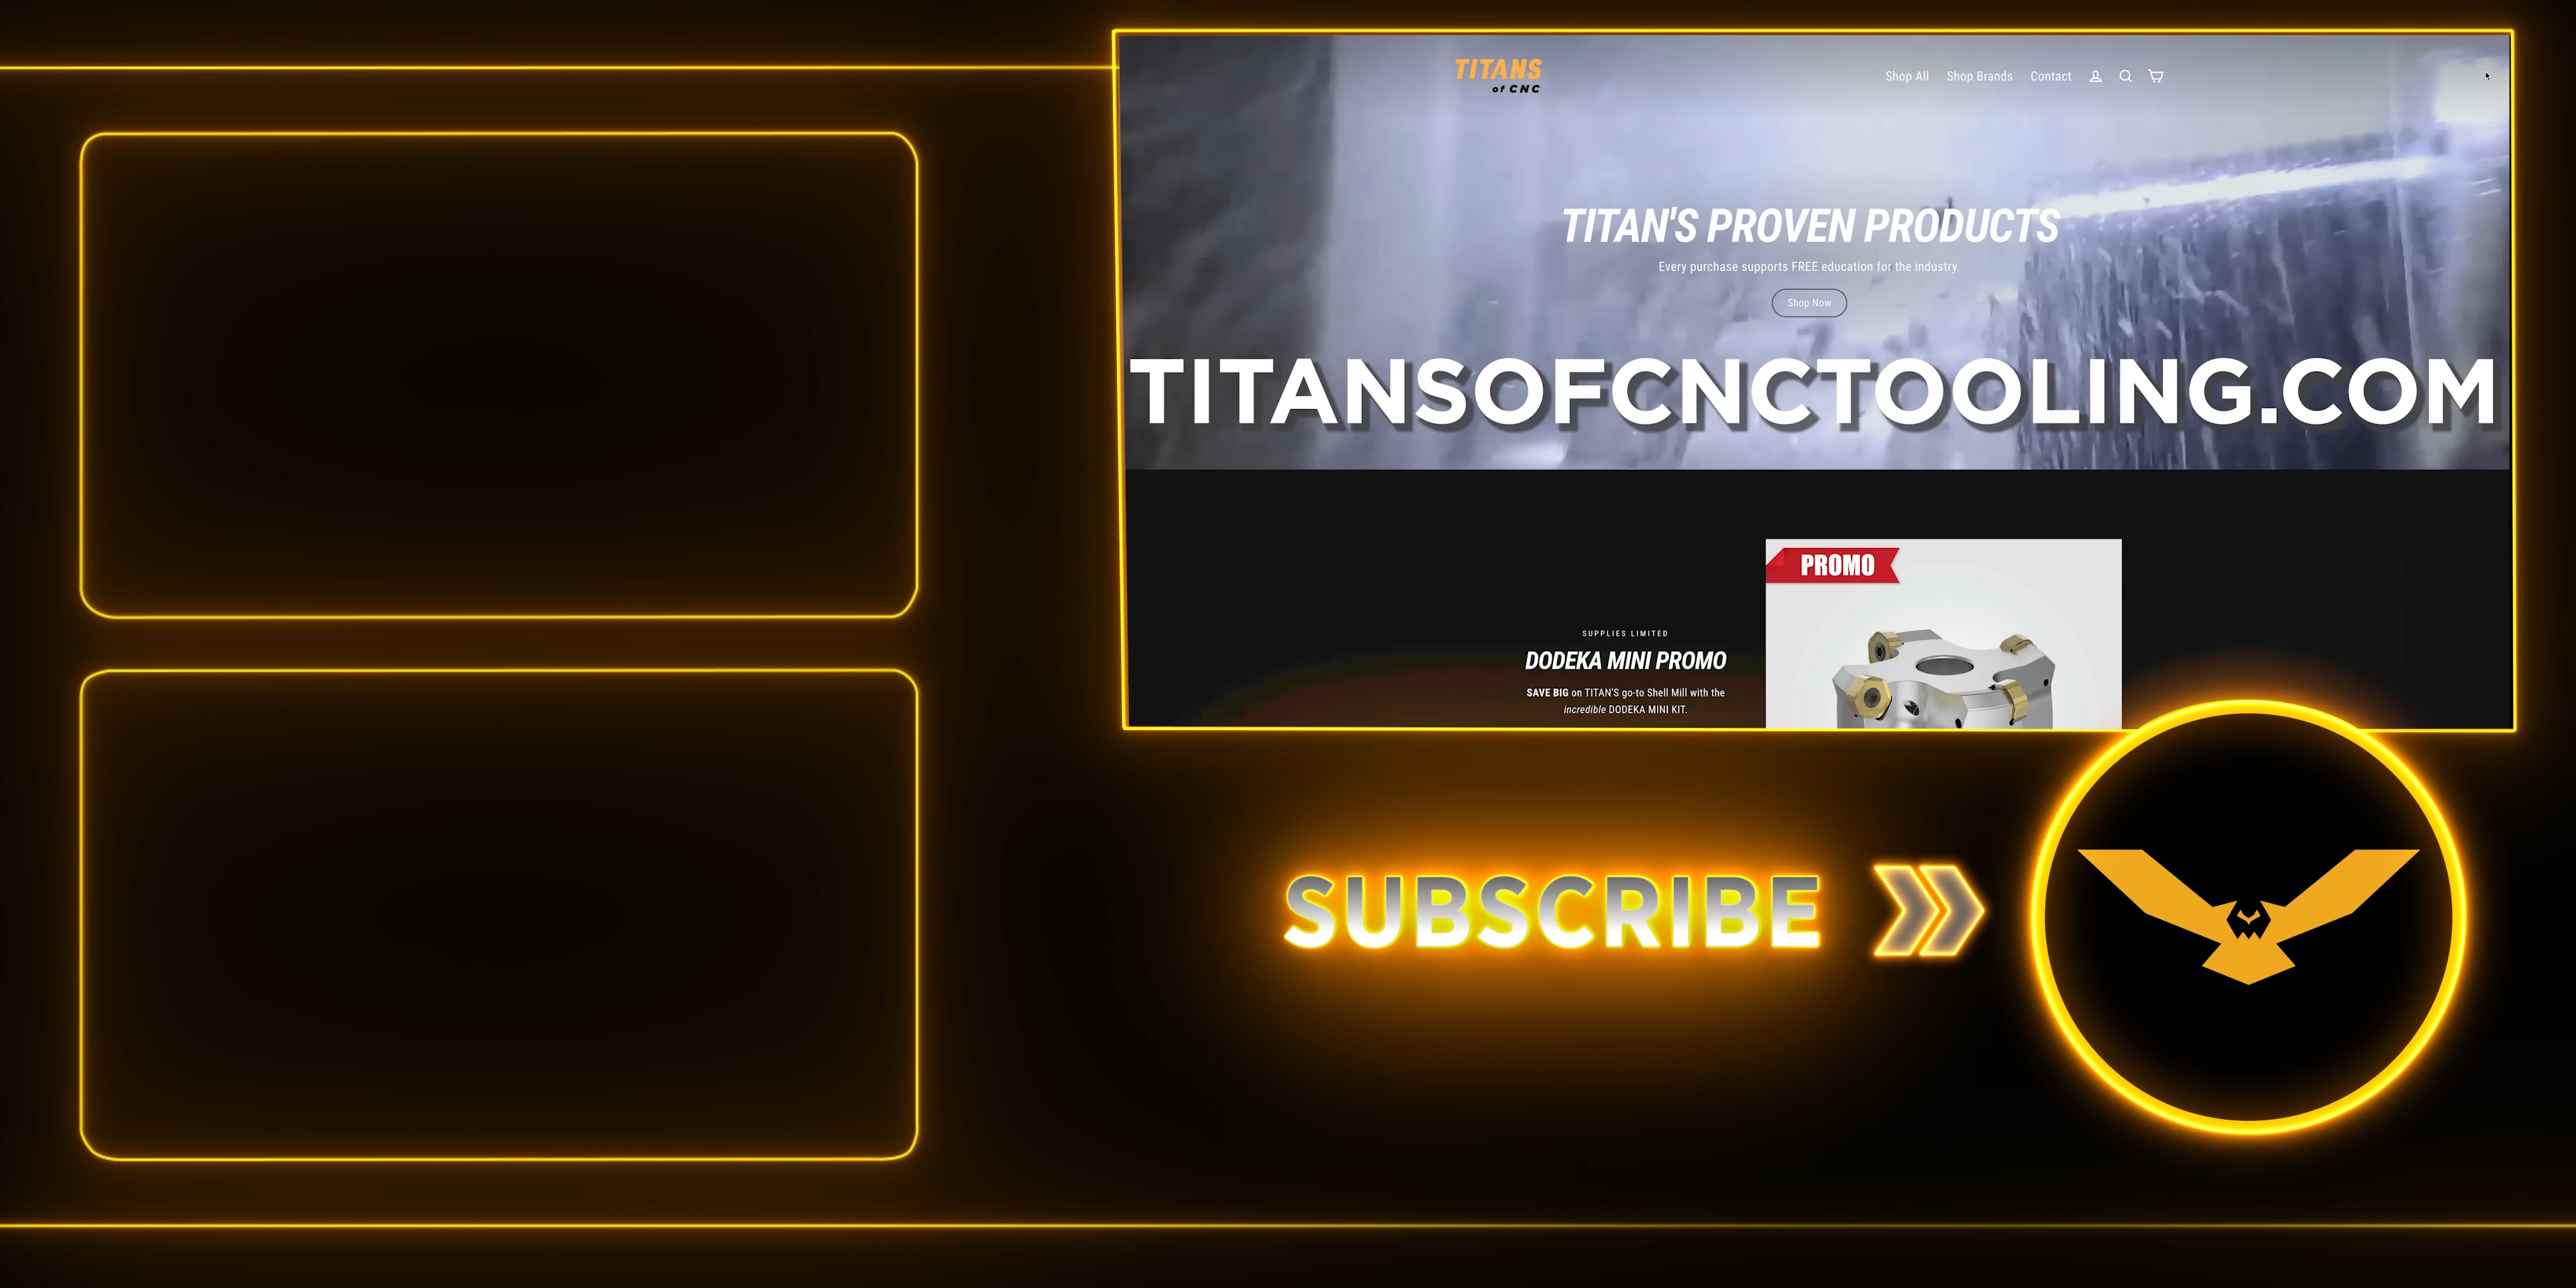 TITANS
of CNC
Shop All Shop Brands Contact
TITAN'S PROVEN PRODUCTS
Every purchase supports FREE education for the industry.
Shop Now
TITANSOFCNCTOOLING.COM
PROMO
SUPPLIES LIMITED
DODEKA MINI PROMO
SAVE BIG on TITAN'S go-to Shell Mill with the
incredible DODEKA MINI KIT.
SUBSCRIBE